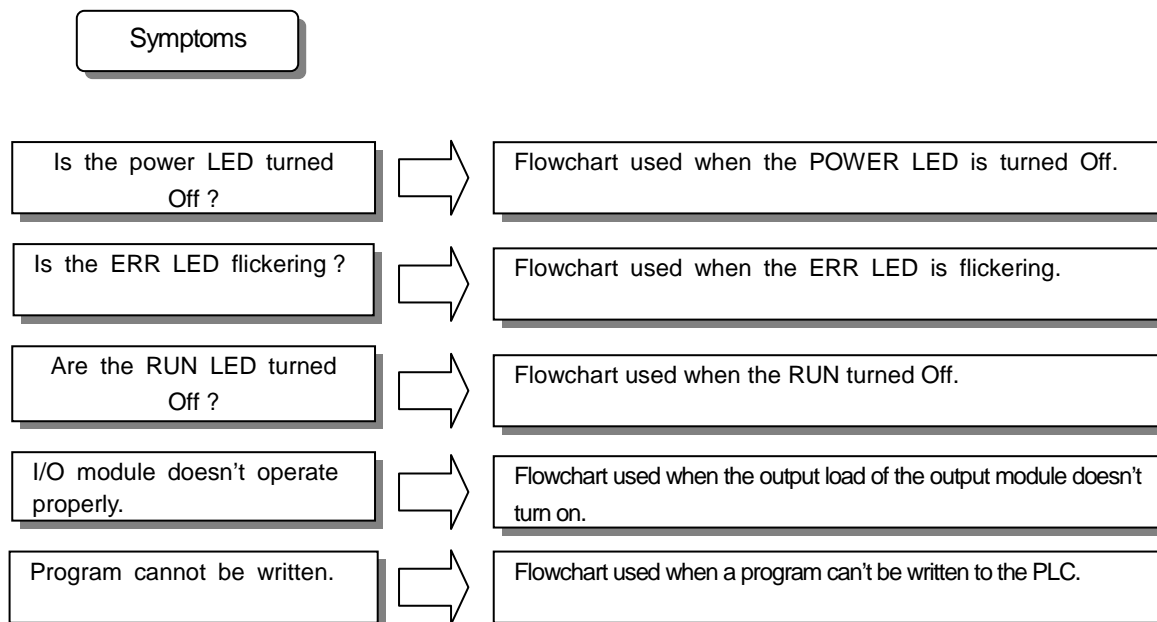 Symptoms
Is the power LED turned
Off ?
Flowchart used when the POWER LED is turned Off.
Is the ERR LED flickering ?
Flowchart used when the ERR LED is flickering.
Are the RUN LED turned
Off ?
Flowchart used when the RUN turned Off.
I/O module doesn't operate
properly.
Flowchart used when the output load of the output module doesn't
turn on.
Program cannot be written.
Flowchart used when a program can't be written to the PLC.